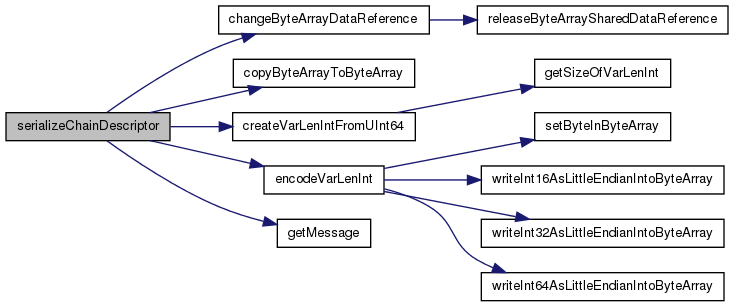 changeByteArrayDataReference
releaseByteArraySharedDataReference
copyByteArrayToByteArray
getSizeOfVarLenInt
serializeChainDescriptor
createVarLenIntFromUInt64
setByteInByteArray
encodeVarLenInt
writeInt16AsLittleEndianIntoByteArray
getMessage
writeInt32AsLittleEndianIntoByteArray
writeInt64AsLittleEndianIntoByteArray